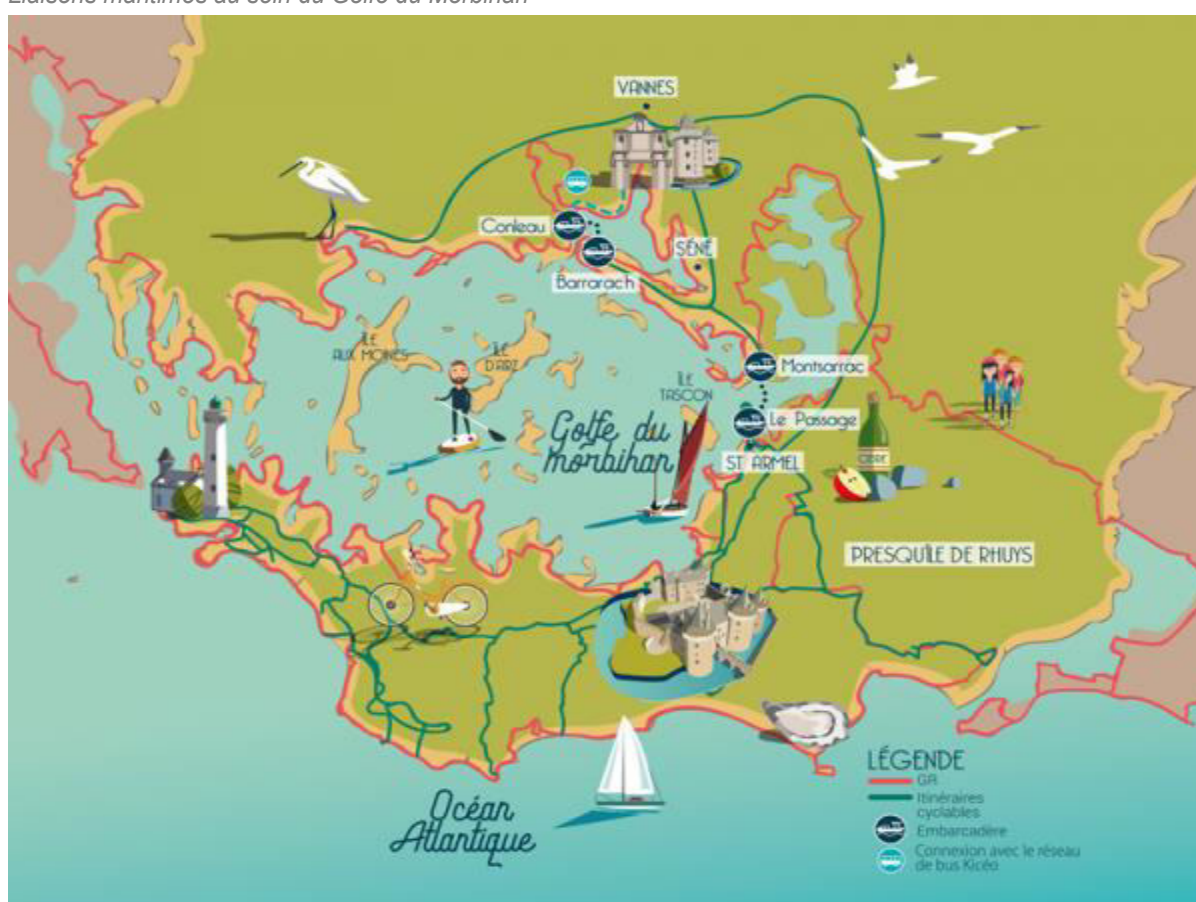 Liaisons maritimes au sein du Golfe du Morbihan
VANNES
Conleau
SÉNÉ
Barrarach
ÎLE
AUX MOINES
ÎLE
D'ARZ
Montsarrac
ÎLE
TASCON
Le Passage
Golfe du
morbihan
CIDRE
ST ARMEL
PRESQU'ÎLE DE RHUYS
Océan
Atlantique
LÉGENDE
GR
Itinéraires
cyclables
Embarcadère
Connexion avec le réseau
de bus Kicéo